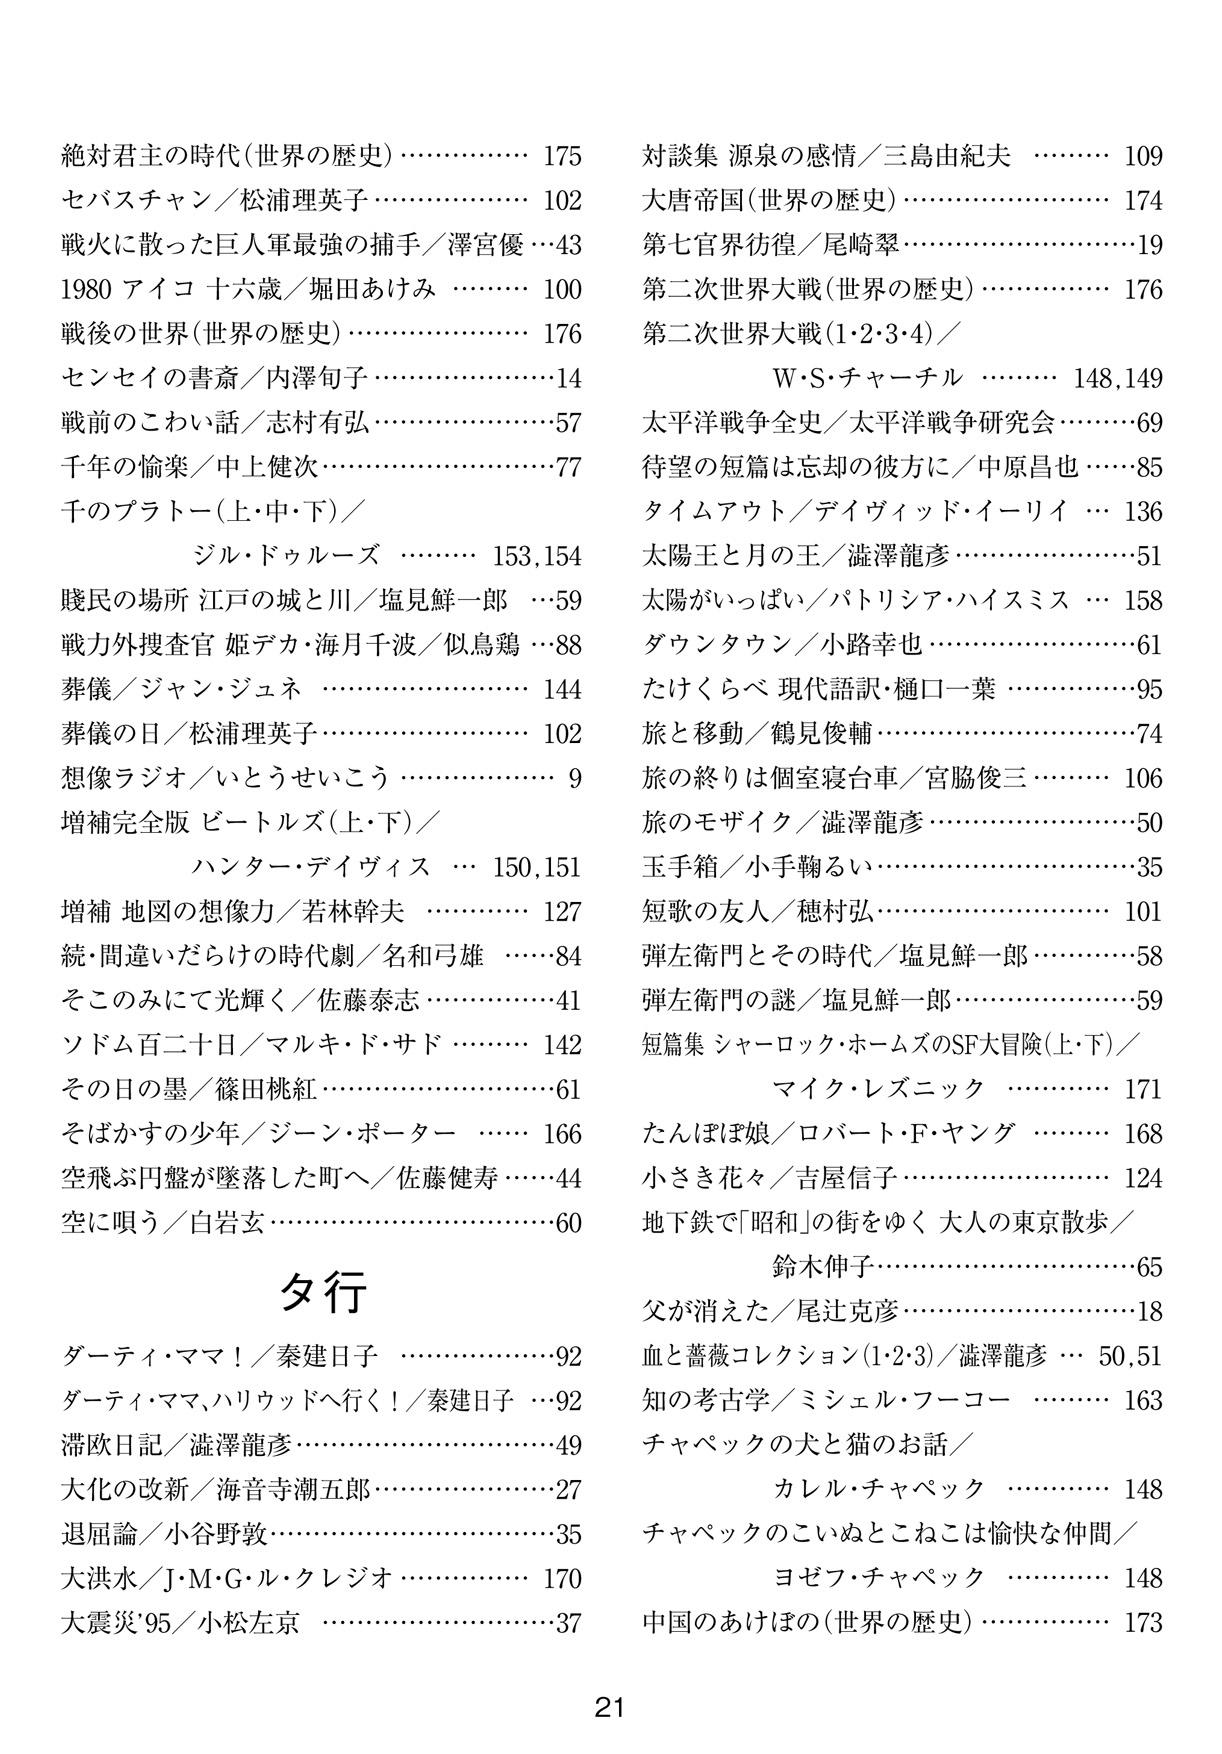 絶対君主の時代(世界の歴史)…………… 175
セバスチャン／松浦理英子……………… 102
戦火に散った巨人軍最強の捕手／澤宮優…43
1980 アイコ 十六歳／堀田あけみ ……… 100
戦後の世界(世界の歴史)………………… 176
センセイの書斎／内澤旬子…………………14
戦前のこわい話／志村有弘…………………57
千年の愉楽／中上健次………………………77
千のプラトー(上･中･下)／
ジル･ドゥルーズ ……… 153,154
賤民の場所 江戸の城と川／塩見鮮一郎 …59
戦力外捜査官 姫デカ･海月千波／似鳥鶏…88
葬儀／ジャン･ジュネ …………………… 144
葬儀の日／松浦理英子…………………… 102
想像ラジオ／いとうせいこう ……………… 9
増補完全版 ビートルズ(上･下)／
ハンター･デイヴィス … 150,151
増補 地図の想像力／若林幹夫 ………… 127
続･間違いだらけの時代劇／名和弓雄 ……84
そこのみにて光輝く／佐藤泰志……………41
ソドム百二十日／マルキ･ド･サド ……… 142
その日の墨／篠田桃紅………………………61
そばかすの少年／ジーン･ポーター …… 166
空飛ぶ円盤が墜落した町へ／佐藤健寿……44
空に唄う／白岩玄……………………………60
タ行
ダーティ･ママ！／秦建日子 ………………92
ダーティ･ママ､ハリウッドへ行く！／秦建日子 …92
滞欧日記／澁澤龍彥…………………………49
大化の改新／海音寺潮五郎…………………27
退屈論／小谷野敦……………………………35
大洪水／J･M･G･ル･クレジオ …………… 170
大震災'95／小松左京 ………………………37
対談集 源泉の感情／三島由紀夫 ……… 109
大唐帝国(世界の歴史)…………………… 174
第七官界彷徨／尾崎翠………………………19
第二次世界大戦(世界の歴史)…………… 176
第二次世界大戦(1･2･3･4)／
W･S･チャーチル ……… 148,149
太平洋戦争全史／太平洋戦争研究会………69
待望の短篇は忘却の彼方に／中原昌也……85
タイムアウト／デイヴィッド･イーリイ … 136
太陽王と月の王／澁澤龍彥…………………51
太陽がいっぱい／パトリシア･ハイスミス … 158
ダウンタウン／小路幸也……………………61
たけくらべ 現代語訳･樋口一葉 ……………95
旅と移動／鶴見俊輔…………………………74
旅の終りは個室寝台車／宮脇俊三……… 106
旅のモザイク／澁澤龍彥……………………50
玉手箱／小手鞠るい…………………………35
短歌の友人／穂村弘……………………… 101
弾左衛門とその時代／塩見鮮一郎…………58
弾左衛門の謎／塩見鮮一郎…………………59
短篇集 シャーロック･ホームズのSF大冒険(上･下)／
マイク･レズニック ………… 171
たんぽぽ娘／ロバート･F･ヤング ……… 168
小さき花々／吉屋信子…………………… 124
地下鉄で｢昭和｣の街をゆく 大人の東京散歩／
鈴木伸子…………………………65
父が消えた／尾辻克彦………………………18
血と薔薇コレクション(1･2･3)／澁澤龍彥 … 50,51
知の考古学／ミシェル･フーコー ……… 163
チャペックの犬と猫のお話／
カレル･チャペック ………… 148
チャペックのこいぬとこねこは愉快な仲間／
ヨゼフ･チャペック ………… 148
中国のあけぼの(世界の歴史)…………… 173
21